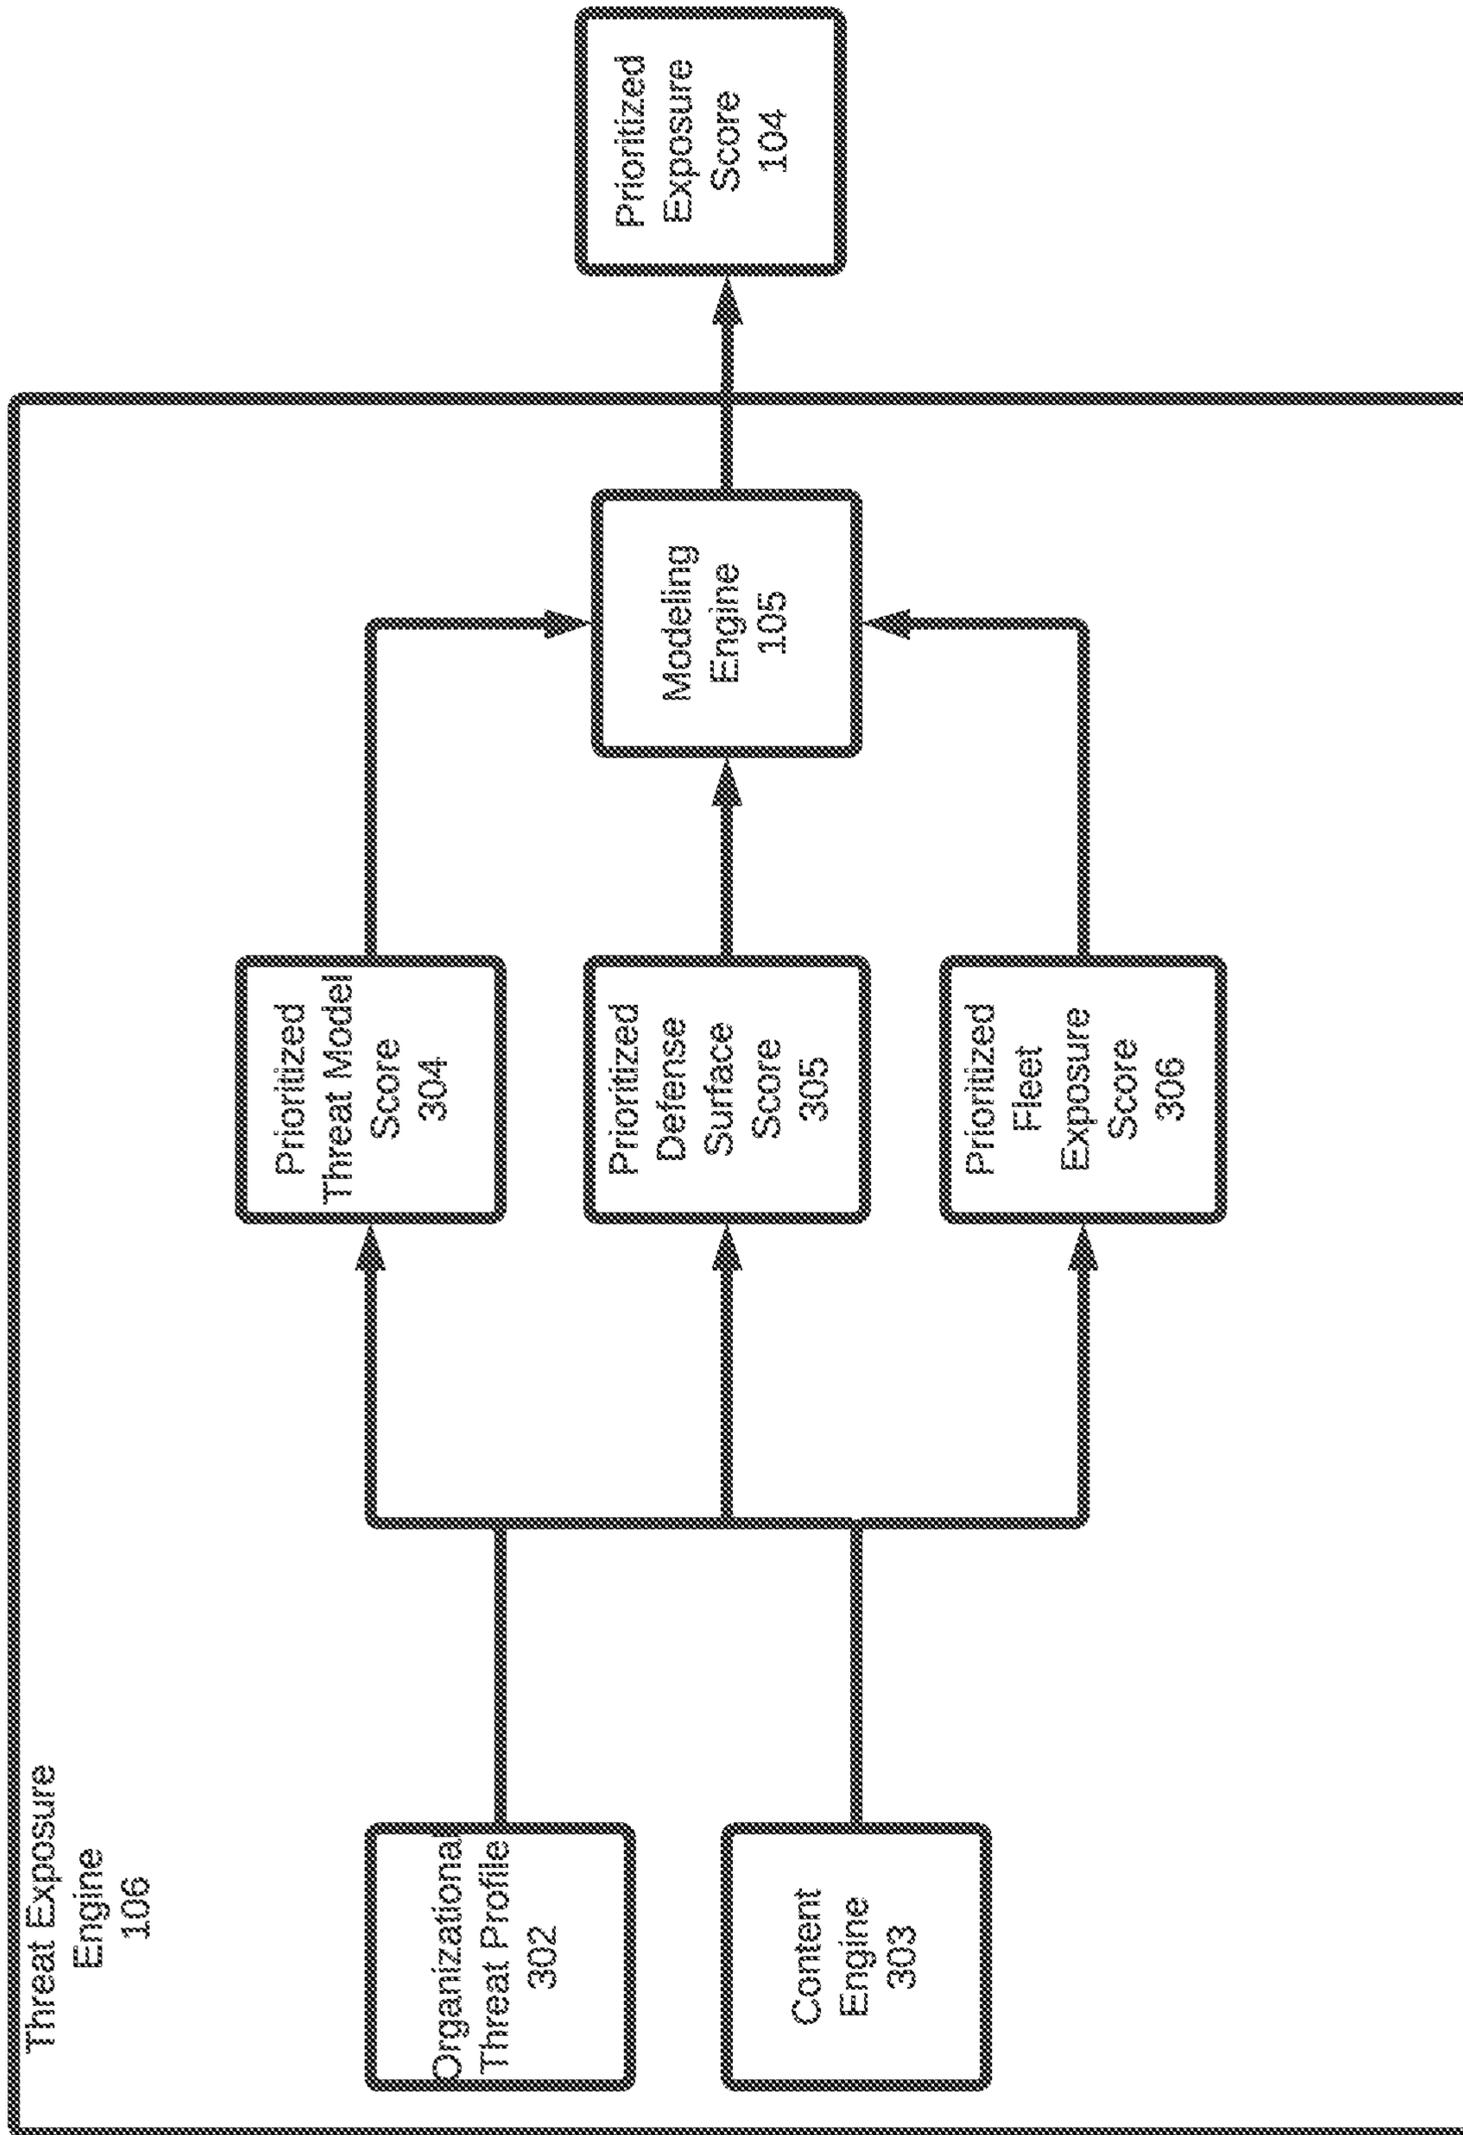 Threat Exposure
Engine
106
Organizational
Threat Profile
302
Content
Engine
303
Prioritized
Threat Model
Score
304
Prioritized
Defense
Surface
Score
305
Prioritized
Fleet
Exposure
Score
306
Modeling
Engine
105
Prioritized
Exposure
Score
104